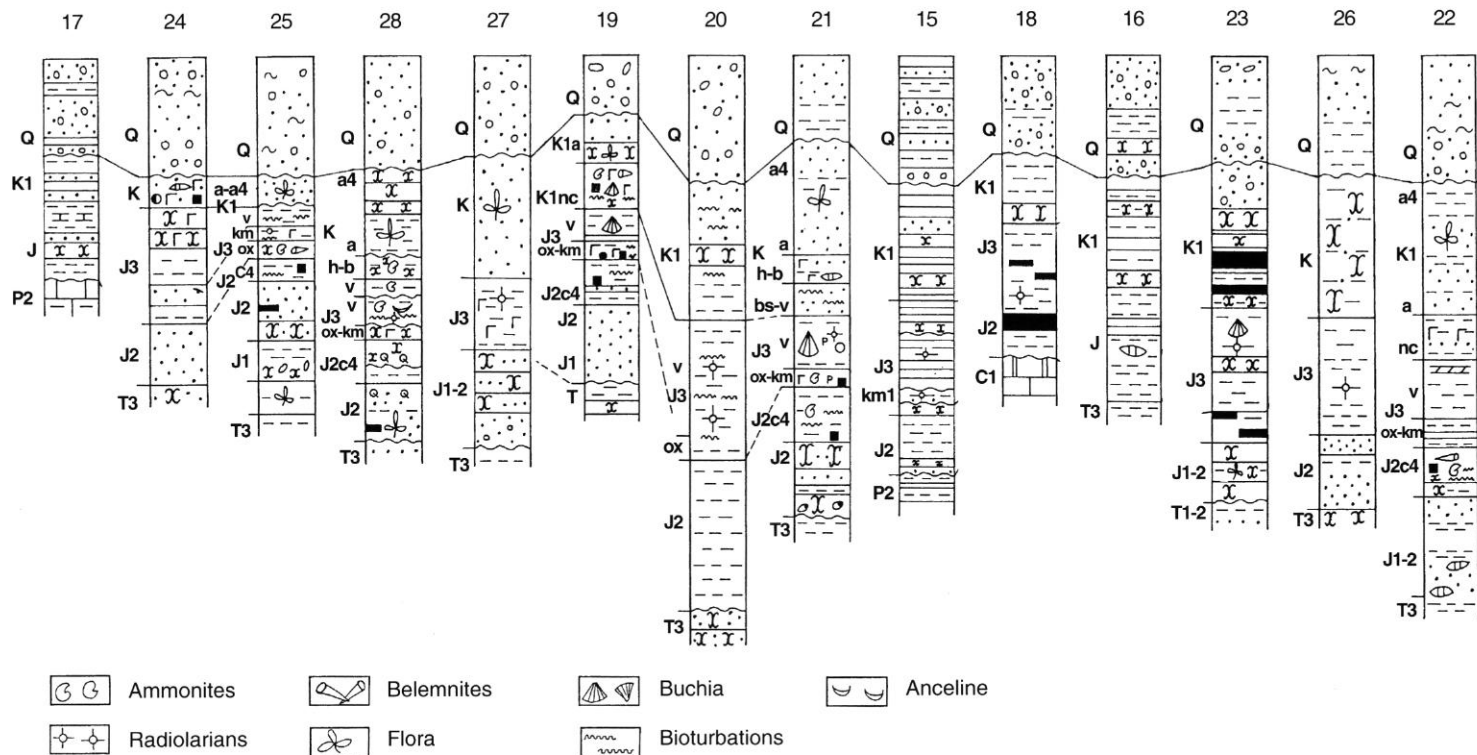 17 24 25 28 27 19 20 21 15 18 16 23 26 22
Q
K1
J
P2
Q
K
J3
J2
T3
Q
a-a4
K1
v
km
J3 ox
C4
J2
J2
J1
T3
Q
a4
K
a
h-b
v
J3 v
ox-km
J2c4
J2
T3
Q
K
J3
J1-2
T3
Q
K1a
K1nc
v
J3
ox-km
J2c4
J2
J1
T
Q
K1
v
J3
ox
J2
T3
Q
a4
K
a
h-b
bs-v
J3 v
ox-km
J2c4
J2
T3
Q
K1
J3
km1
J2
P2
Q
K1
J3
J2
C1
Q
K1
J
T3
Q
K1
J3
J1-2
T1-2
Q
K
J3
J2
T3
Q
a4
K1
a
nc
v
J3
ox-km
J2c4
J1-2
T3
Ammonites Belemnites Buchia Anceline
Radiolarians Flora Bioturbations